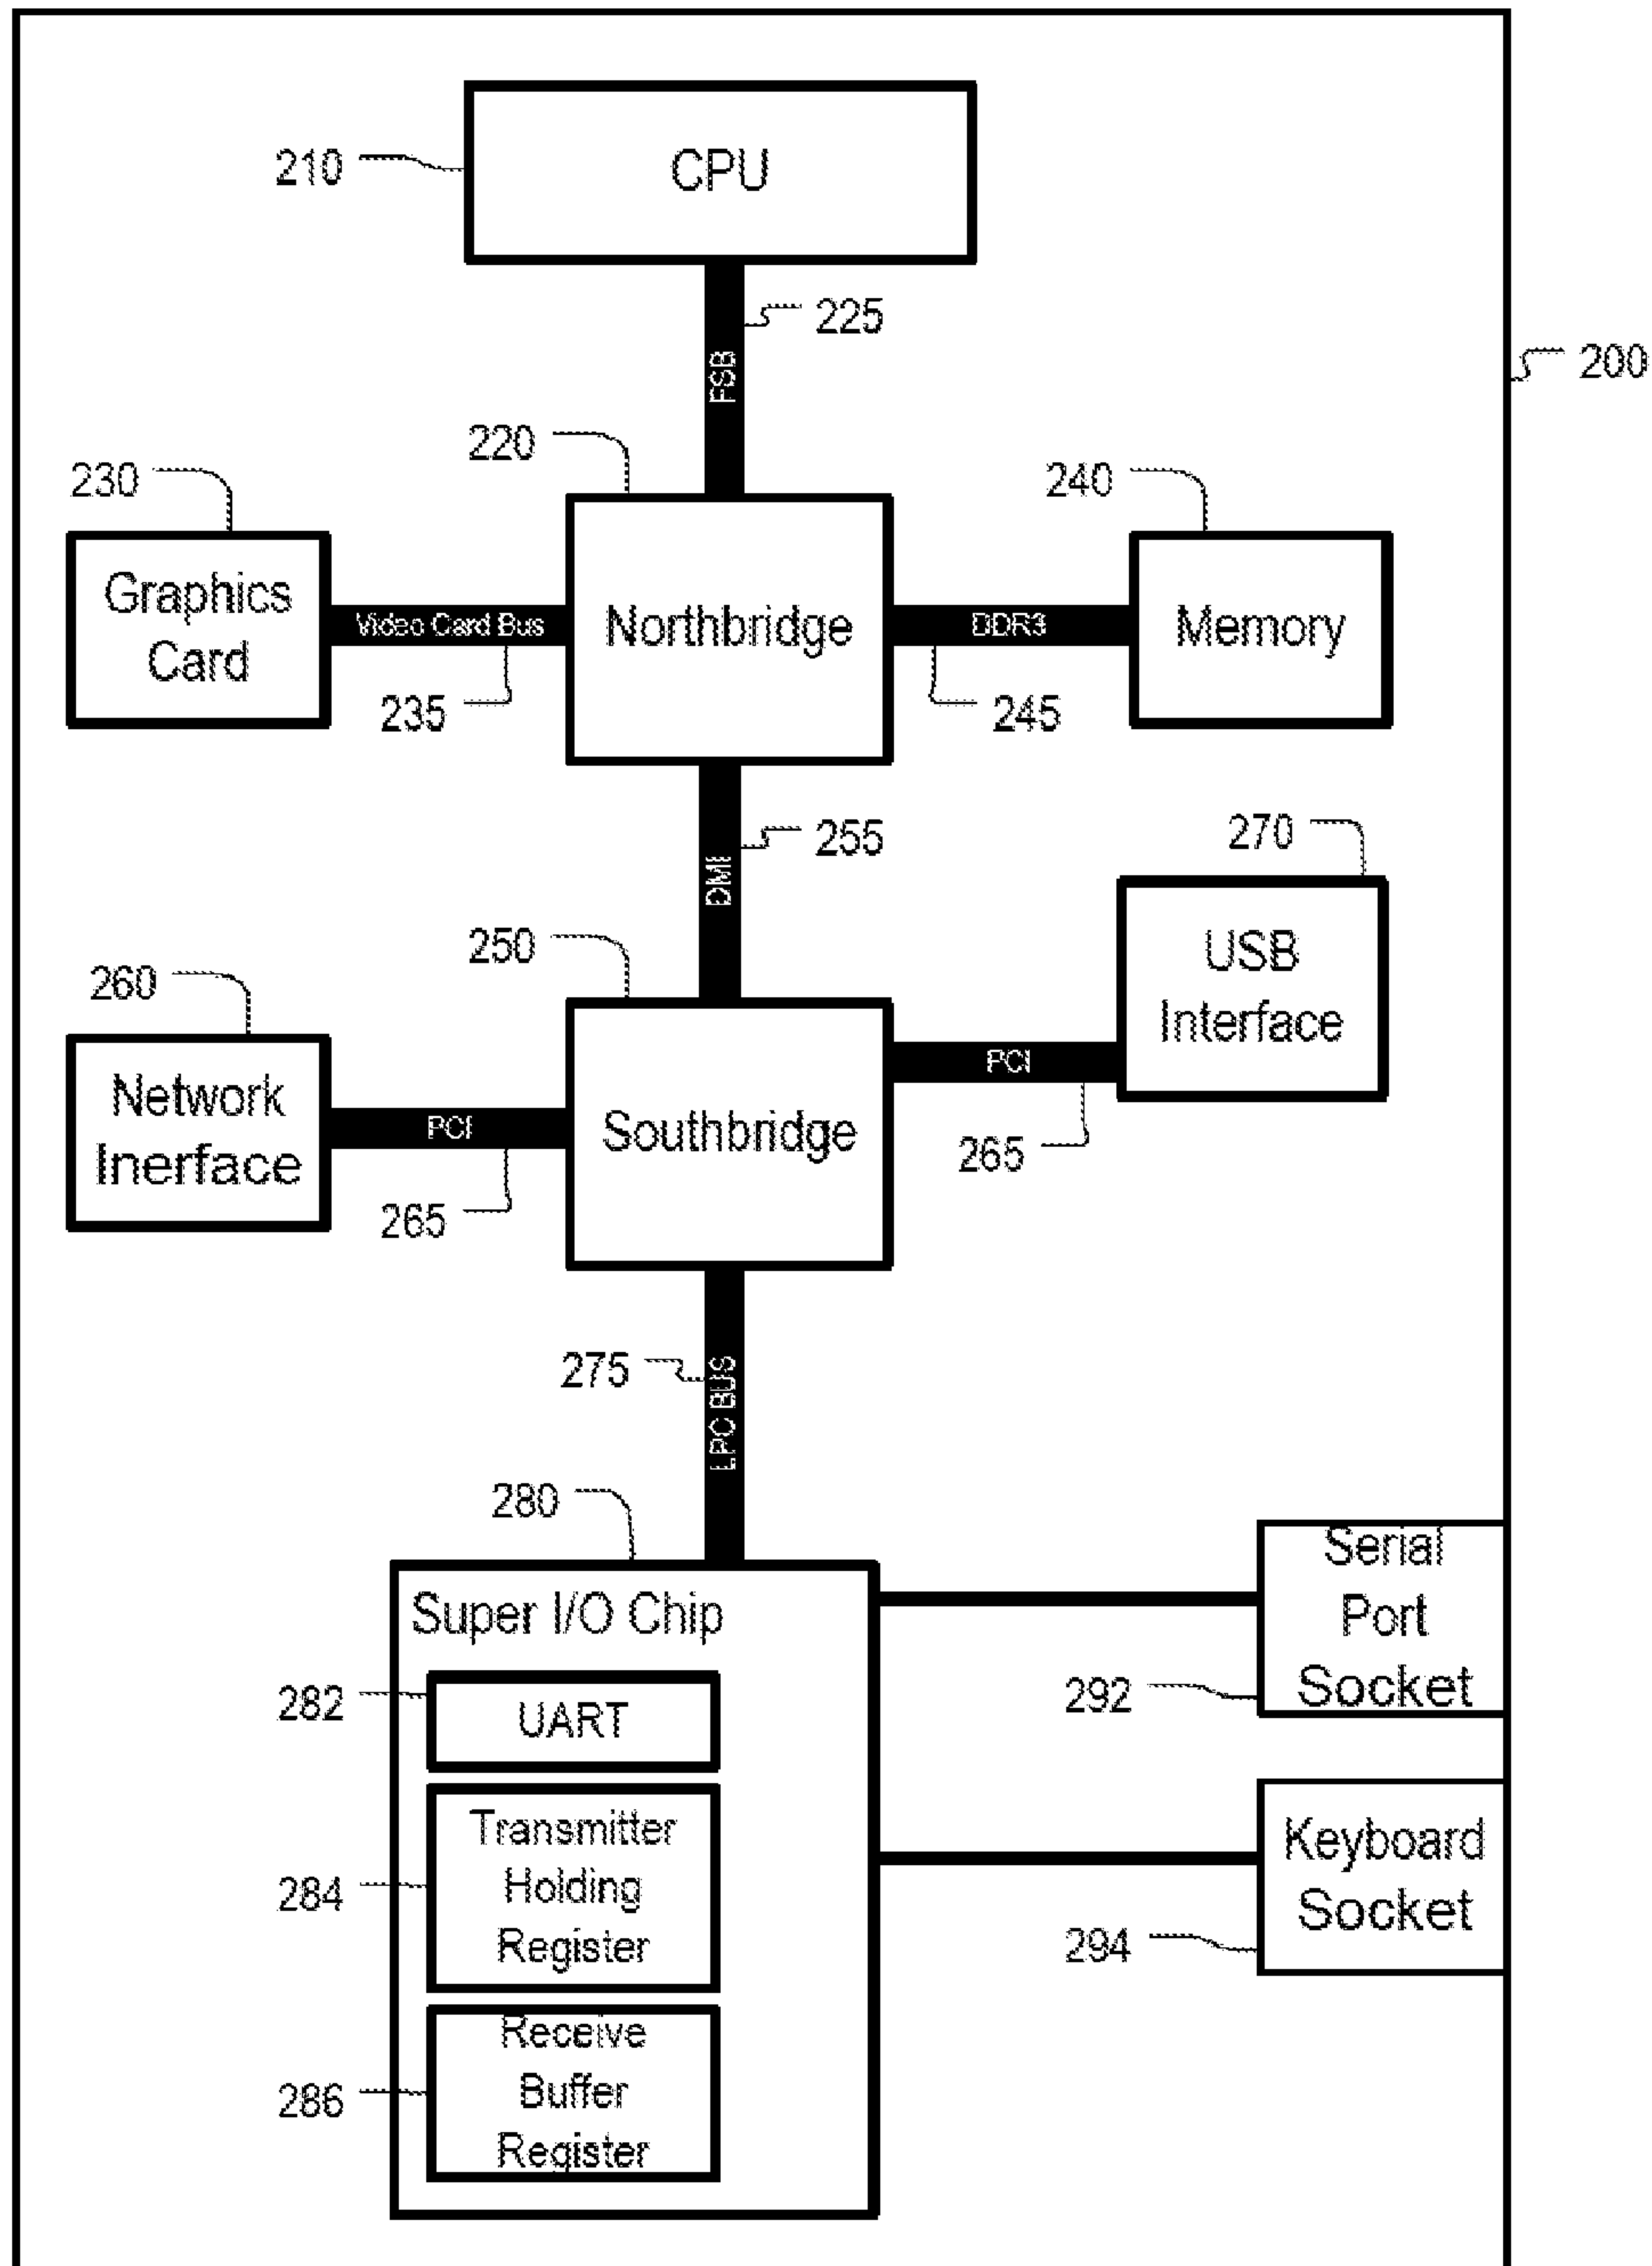 CPU
210
225
FSB
200
220
230
240
Graphics
Card
Video Card Bus
Northbridge
DDR3
Memory
235
245
255
DMI
270
250
260
USB
Interface
Network
Inerface
PCI
Southbridge
PCI
265
265
275
LPC BUS
280
Super I/O Chip
Serial
Port
Socket
282
UART
292
Transmitter
Holding
Register
284
Keyboard
Socket
294
Receive
Buffer
Register
286